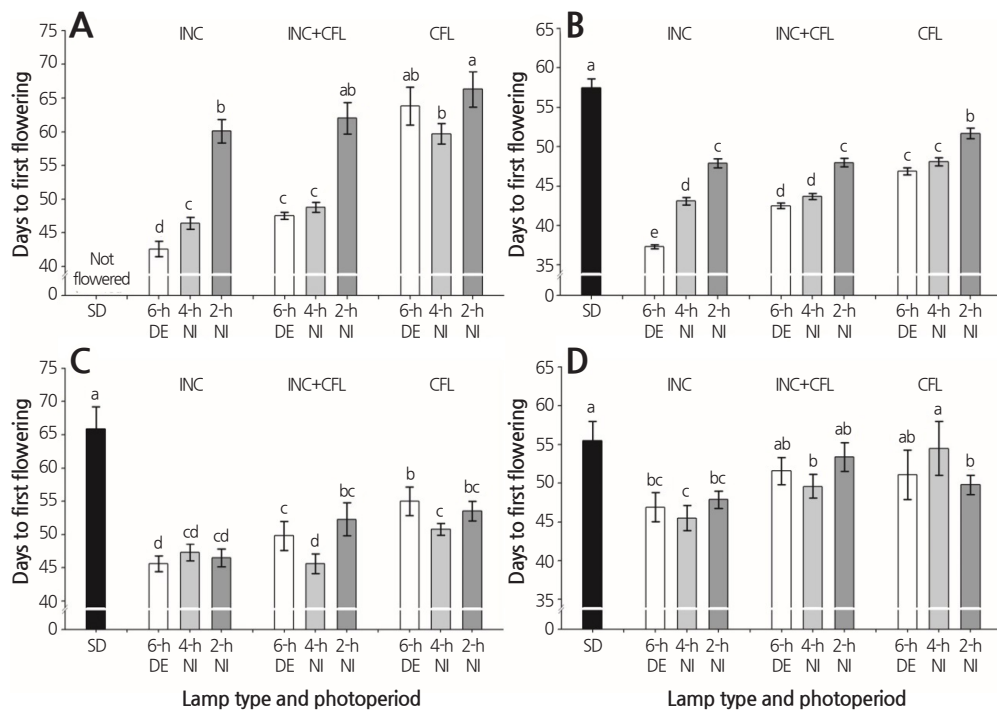 A
INC INC+CFL CFL
Days to first flowering
75
70
65
60
55
50
45
40
0
Not
flowered
d c b c c ab ab b a
SD 6-h 4-h 2-h 6-h 4-h 2-h 6-h 4-h 2-h
DE NI NI DE NI NI DE NI NI
B
INC INC+CFL CFL
Days to first flowering
65
60
55
50
45
40
35
0
a e d c d d c c c b
SD 6-h 4-h 2-h 6-h 4-h 2-h 6-h 4-h 2-h
DE NI NI DE NI NI DE NI NI
C
INC INC+CFL CFL
Days to first flowering
75
70
65
60
55
50
45
40
0
a d cd cd c d bc b c bc
SD 6-h 4-h 2-h 6-h 4-h 2-h 6-h 4-h 2-h
DE NI NI DE NI NI DE NI NI
Lamp type and photoperiod
D
INC INC+CFL CFL
Days to first flowering
65
60
55
50
45
40
35
0
a bc c bc ab b ab ab a b
SD 6-h 4-h 2-h 6-h 4-h 2-h 6-h 4-h 2-h
DE NI NI DE NI NI DE NI NI
Lamp type and photoperiod